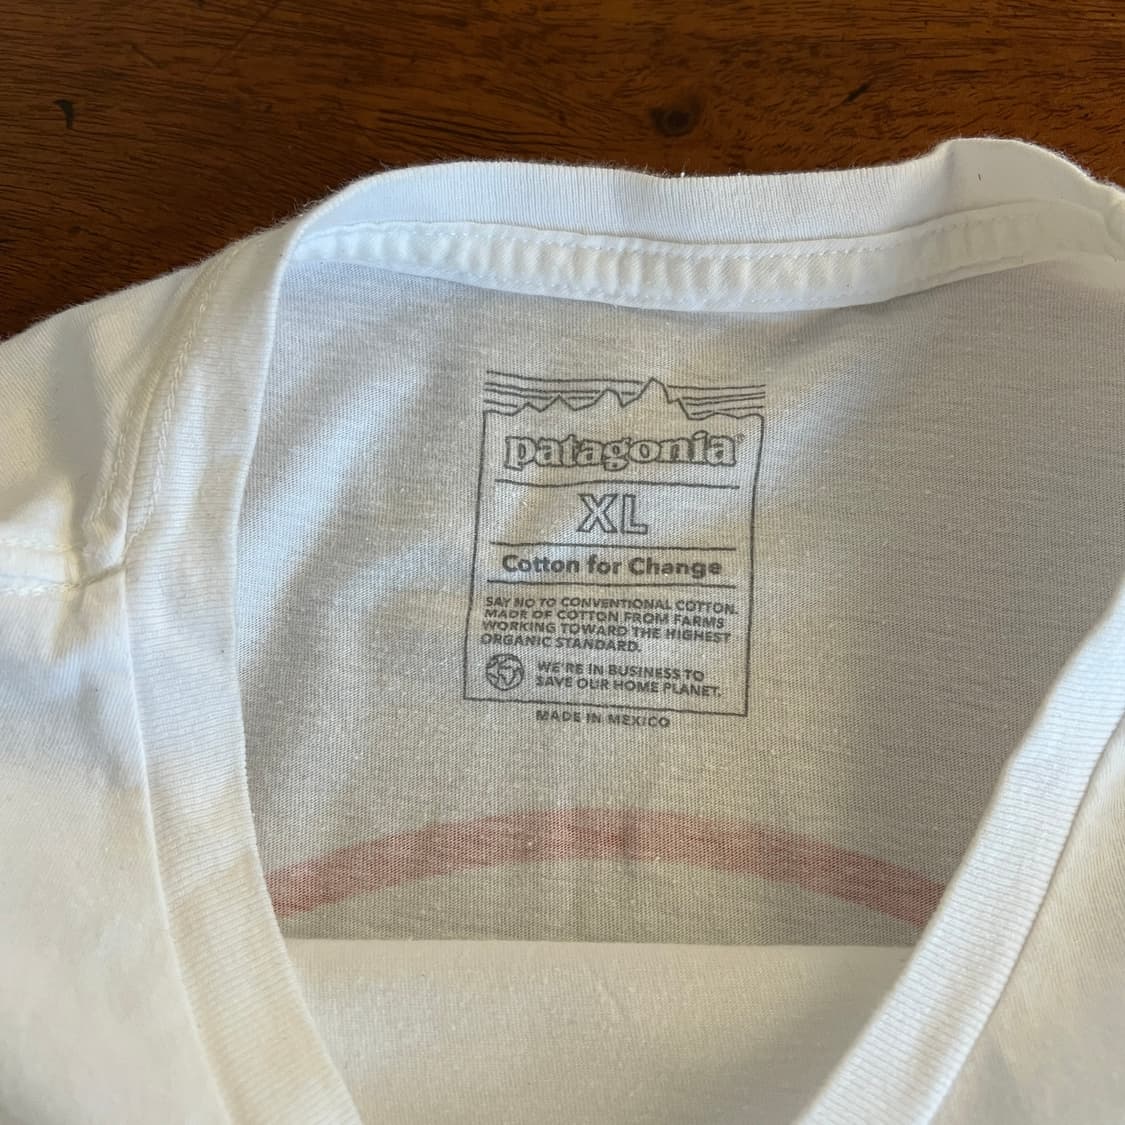 patagonia®
XL
Cotton for Change
SAY NO TO CONVENTIONAL COTTON.
MADE OF COTTON FROM FARMS
WORKING TOWARD THE HIGHEST
ORGANIC STANDARD.
WE'RE IN BUSINESS TO
SAVE OUR HOME PLANET.
MADE IN MEXICO